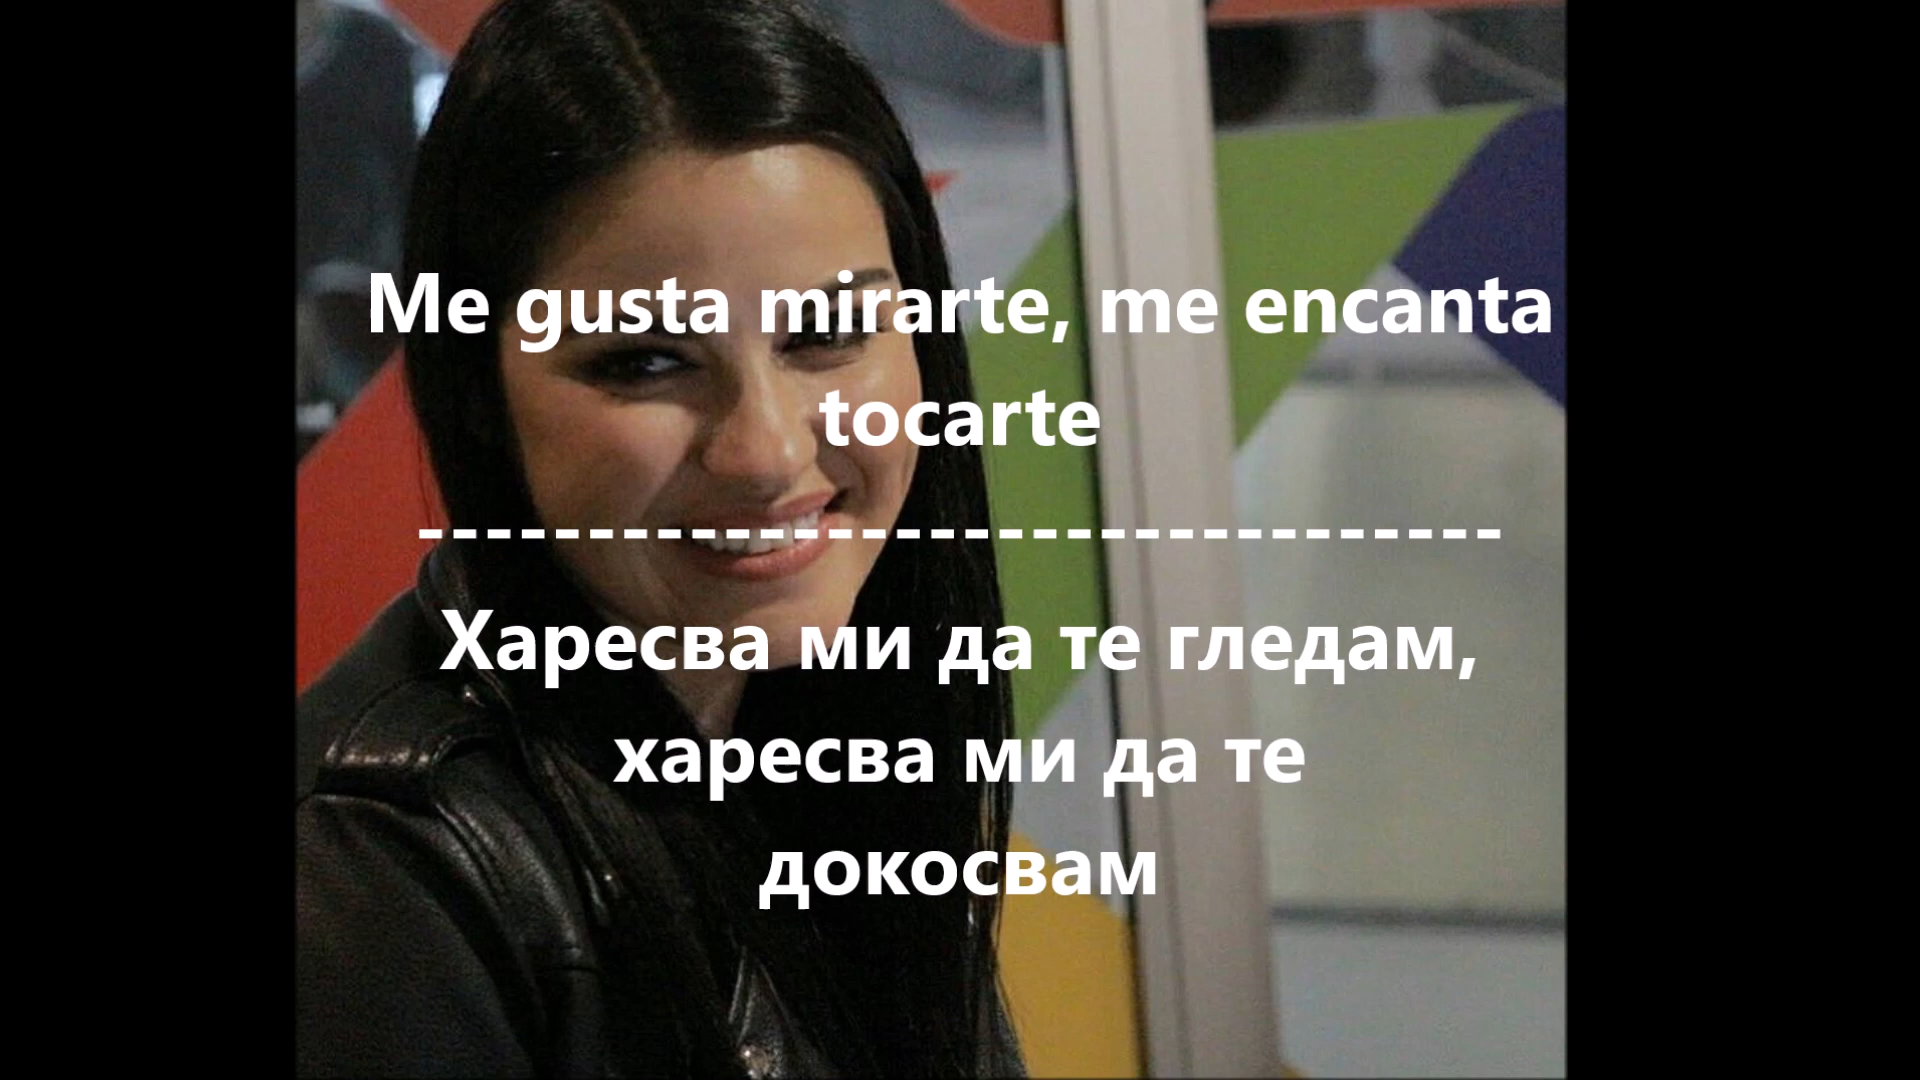 Me gusta mirarte, me encanta
tocarte
--------------------------------
Харесва ми да те гледам,
харесва ми да те
докосвам